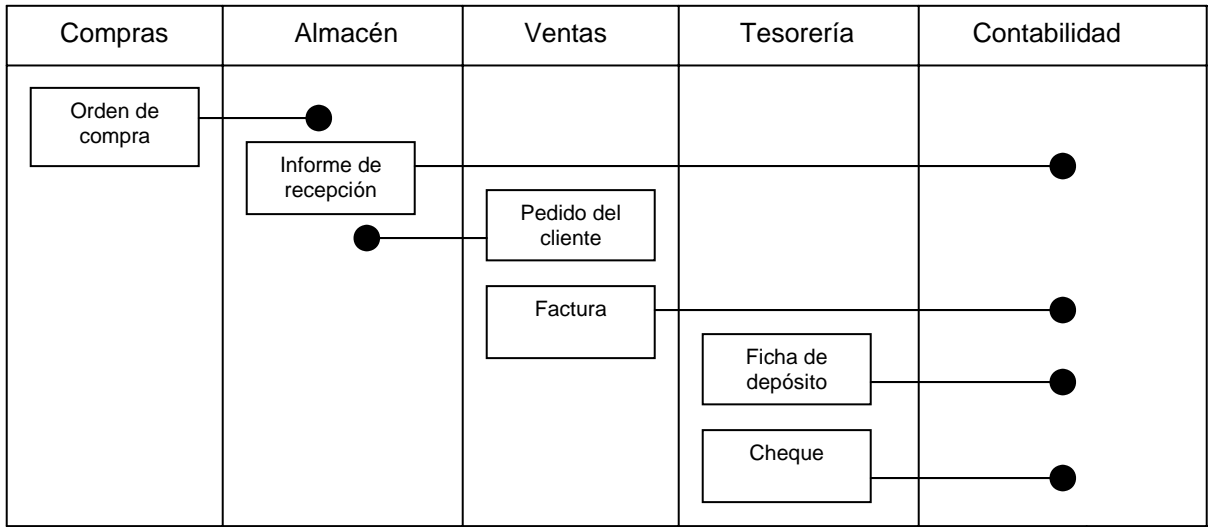 Compras
Almacén
Ventas
Tesorería
Contabilidad
Orden de
compra
Informe de
recepción
Pedido del
cliente
Factura
Ficha de
depósito
Cheque